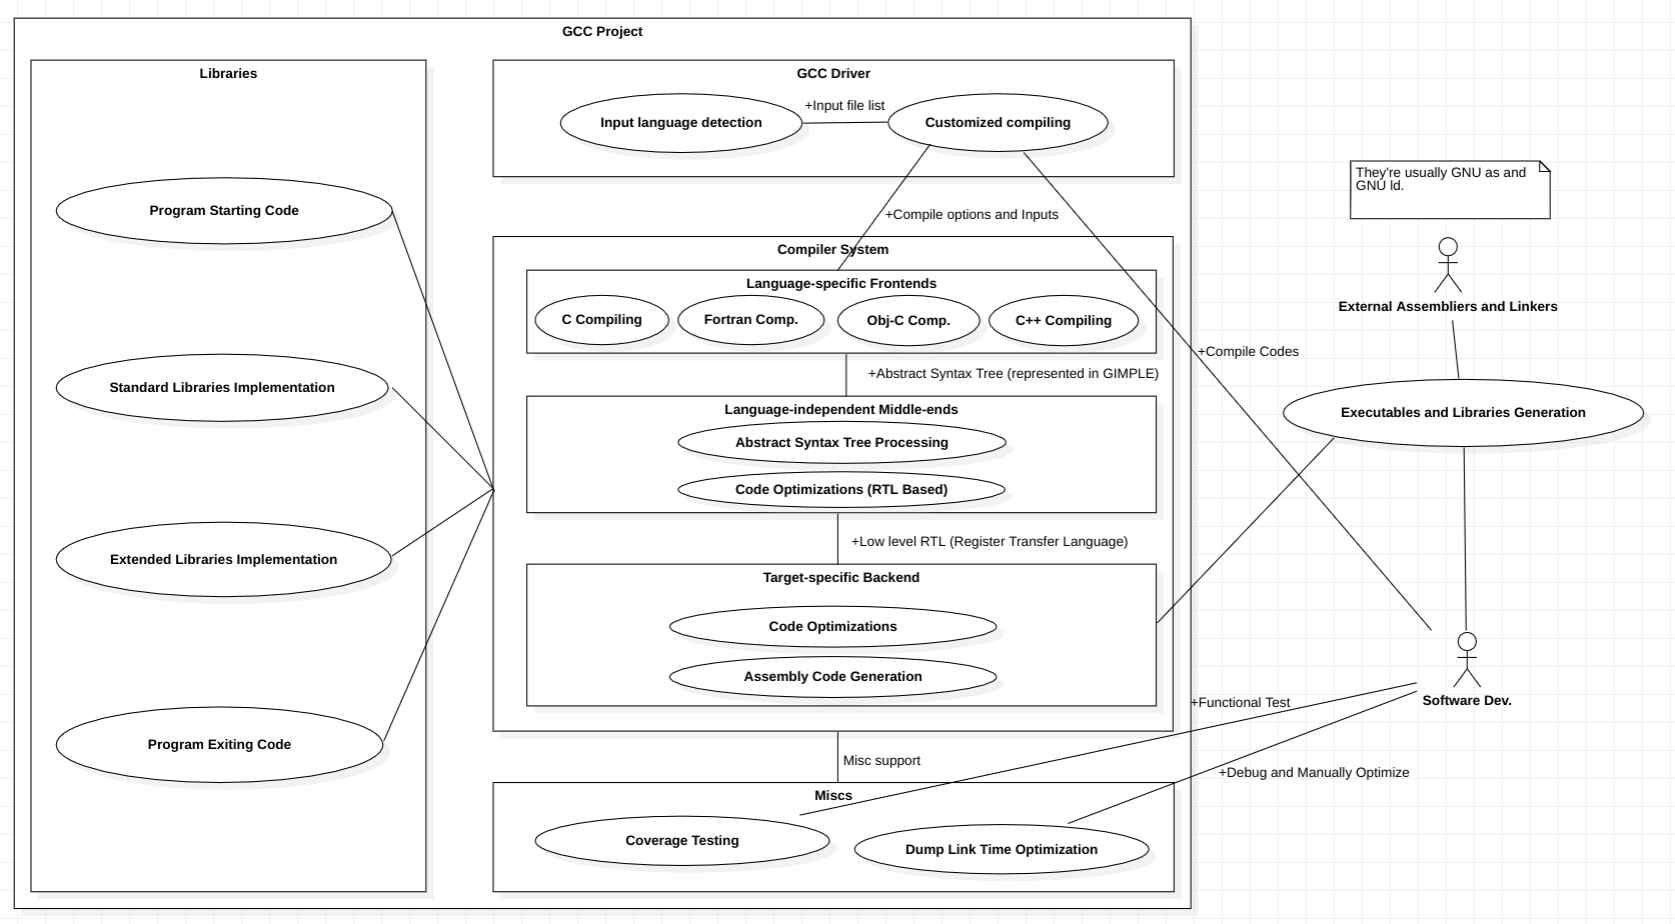 GCC Project
Libraries
Program Starting Code
Standard Libraries Implementation
Extended Libraries Implementation
Program Exiting Code
GCC Driver
Input language detection
+Input file list
Customized compiling
+Compile options and Inputs
Compiler System
Language-specific Frontends
C Compiling
Fortran Comp.
Obj-C Comp.
C++ Compiling
+Abstract Syntax Tree (represented in GIMPLE)
Language-independent Middle-ends
Abstract Syntax Tree Processing
Code Optimizations (RTL Based)
+Low level RTL (Register Transfer Language)
Target-specific Backend
Code Optimizations
Assembly Code Generation
Misc support
Miscs
Coverage Testing
Dump Link Time Optimization
They're usually GNU as and
GNU ld.
External Assembliers and Linkers
+Compile Codes
Executables and Libraries Generation
Software Dev.
+Functional Test
+Debug and Manually Optimize